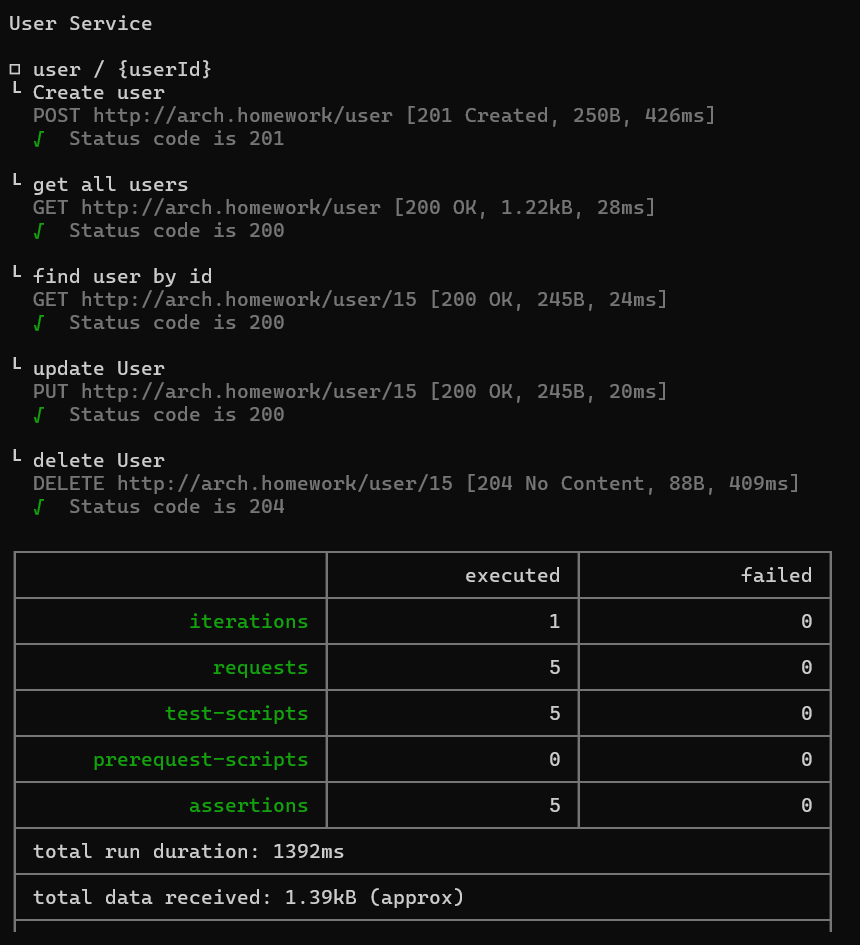 User Service
□ user / {userId}
└ Create user
POST http://arch.homework/user [201 Created, 250B, 426ms]
√ Status code is 201
└ get all users
GET http://arch.homework/user [200 OK, 1.22kB, 28ms]
√ Status code is 200
└ find user by id
GET http://arch.homework/user/15 [200 OK, 245B, 24ms]
√ Status code is 200
└ update User
PUT http://arch.homework/user/15 [200 OK, 245B, 20ms]
√ Status code is 200
└ delete User
DELETE http://arch.homework/user/15 [204 No Content, 88B, 409ms]
√ Status code is 204
executed failed
iterations 1 0
requests 5 0
test-scripts 5 0
prerequest-scripts 0 0
assertions 5 0
total run duration: 1392ms
total data received: 1.39kB (approx)